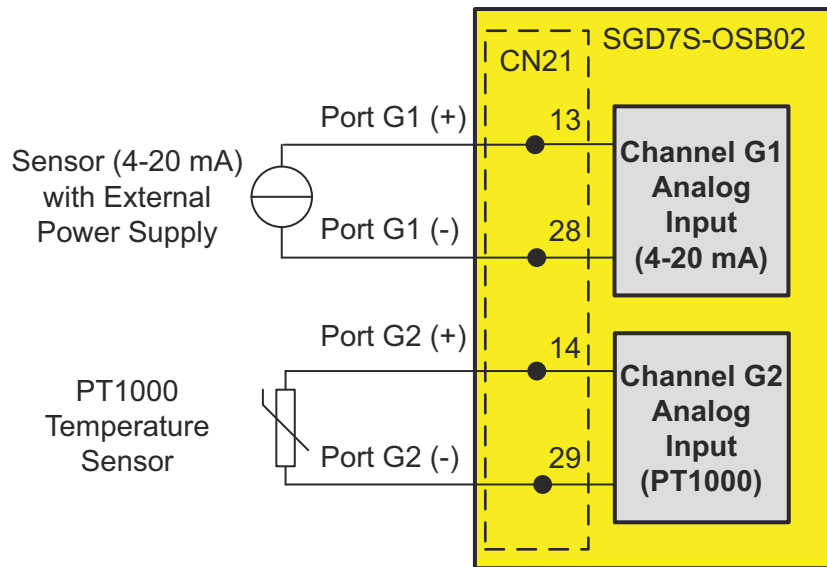 SGD7S-OSB02
CN21
Port G1 (+)
13
Sensor (4-20 mA)
with External
Power Supply
Port G1 (-)
28
Channel G1
Analog
Input
(4-20 mA)
Port G2 (+)
14
PT1000
Temperature
Sensor
Port G2 (-)
29
Channel G2
Analog
Input
(PT1000)